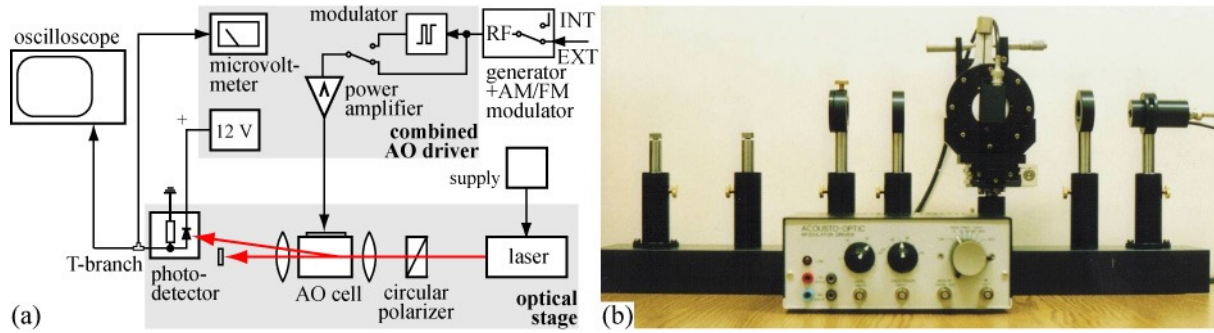 oscilloscope
modulator
microvolt-
meter
12 V
+
power
amplifier
combined
AO driver
RF
INT
EXT
generator
+AM/FM
modulator
supply
laser
T-branch
photo-
detector
AO cell
circular
polarizer
optical
stage
(a)
ACOUSTO-OPTIC
MODULATOR DRIVER
(b)